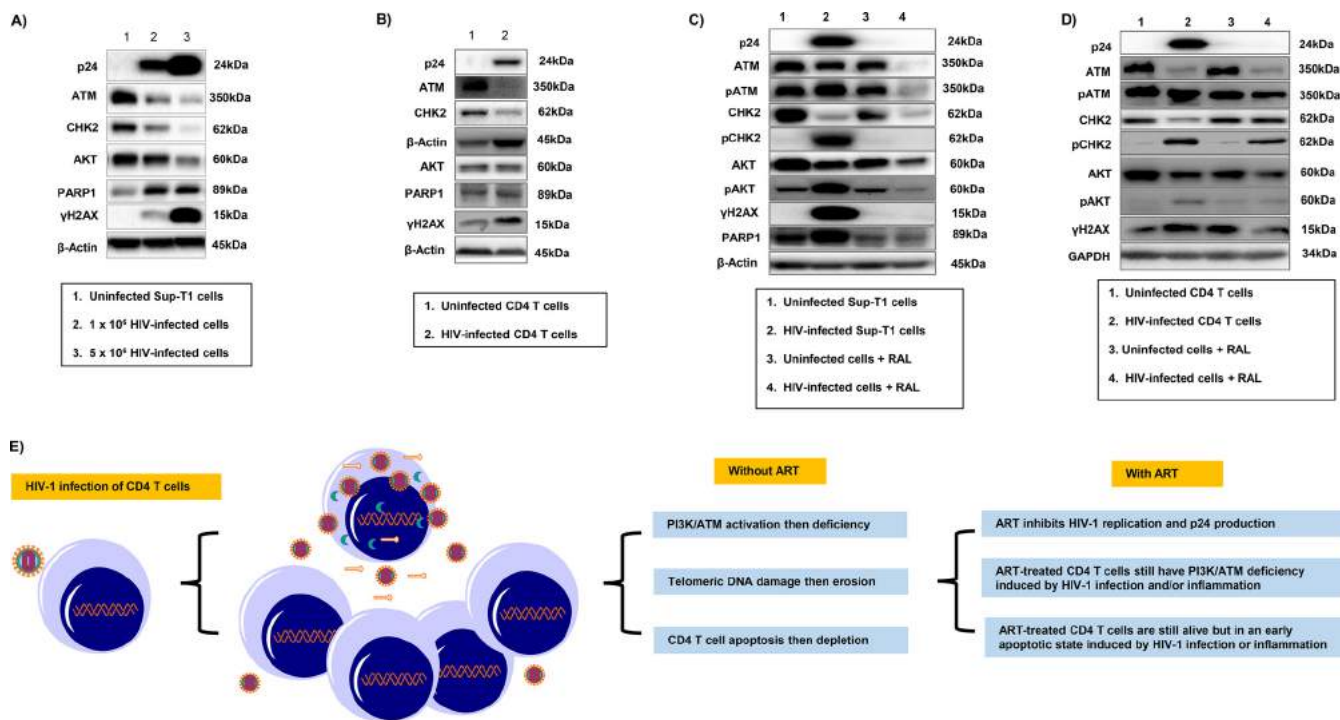 A)
1 2 3
p24 24kDa
ATM 350kDa
CHK2 62kDa
AKT 60kDa
PARP1 89kDa
γH2AX 15kDa
β-Actin 45kDa
1. Uninfected Sup-T1 cells
2. 1 x 10⁶ HIV-infected cells
3. 5 x 10⁶ HIV-infected cells
B)
1 2
p24 24kDa
ATM 350kDa
CHK2 62kDa
β-Actin 45kDa
AKT 60kDa
PARP1 89kDa
γH2AX 15kDa
β-Actin 45kDa
1. Uninfected CD4 T cells
2. HIV-infected CD4 T cells
C)
1 2 3 4
p24 24kDa
ATM 350kDa
pATM 350kDa
CHK2 62kDa
pCHK2 62kDa
AKT 60kDa
pAKT 60kDa
γH2AX 15kDa
PARP1 89kDa
β-Actin 45kDa
1. Uninfected Sup-T1 cells
2. HIV-infected Sup-T1 cells
3. Uninfected cells + RAL
4. HIV-infected cells + RAL
D)
1 2 3 4
p24 24kDa
ATM 350kDa
pATM 350kDa
CHK2 62kDa
pCHK2 62kDa
AKT 60kDa
pAKT 60kDa
γH2AX 15kDa
GAPDH 34kDa
1. Uninfected CD4 T cells
2. HIV-infected CD4 T cells
3. Uninfected cells + RAL
4. HIV-infected cells + RAL
E)
HIV-1 infection of CD4 T cells
Without ART
PI3K/ATM activation then deficiency
Telomeric DNA damage then erosion
CD4 T cell apoptosis then depletion
With ART
ART inhibits HIV-1 replication and p24 production
ART-treated CD4 T cells still have PI3K/ATM deficiency
induced by HIV-1 infection and/or inflammation
ART-treated CD4 T cells are still alive but in an early
apoptotic state induced by HIV-1 infection or inflammation